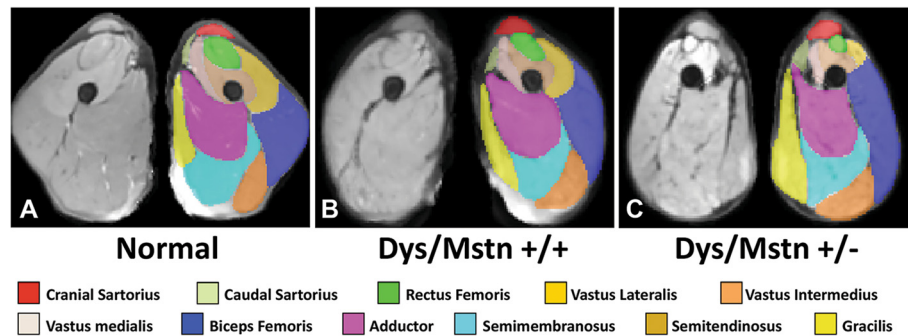 A B C
Normal Dys/Mstn +/+ Dys/Mstn +/-
Cranial Sartorius Caudal Sartorius Rectus Femoris Vastus Lateralis Vastus Intermedius
Vastus medialis Biceps Femoris Adductor Semimembranosus Semitendinosus Gracilis